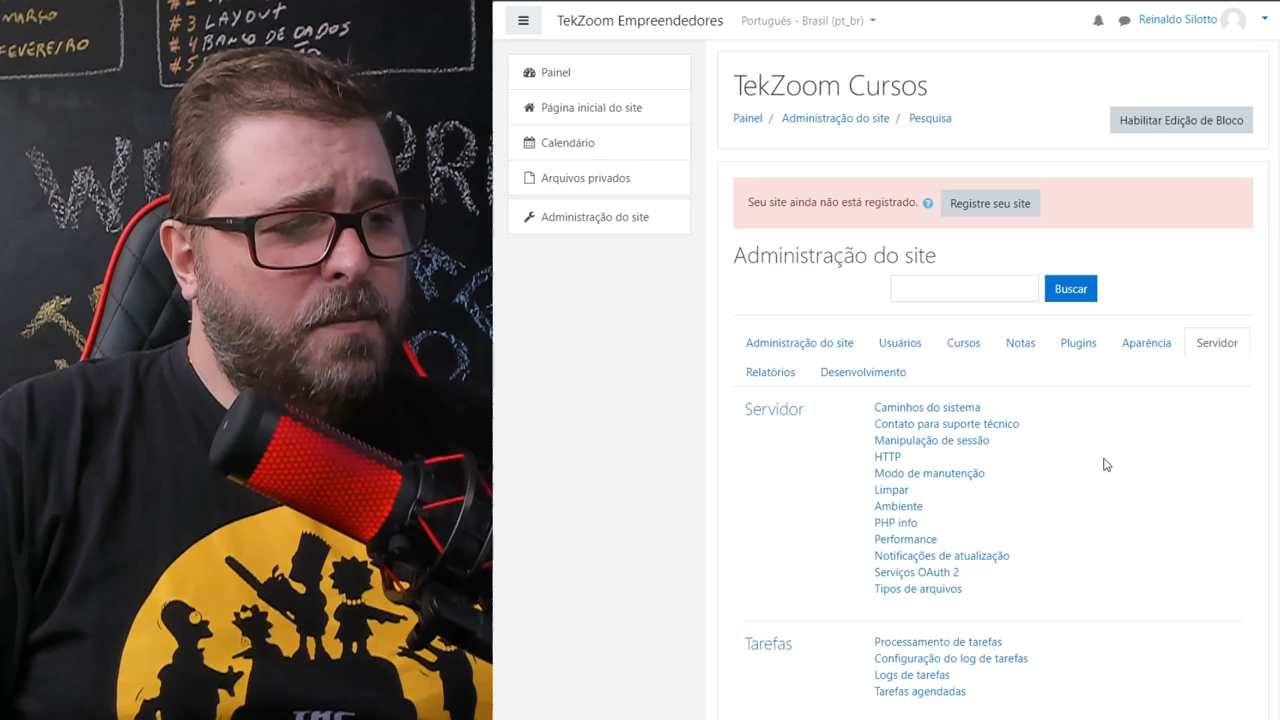 MARÇO
FEVEREIRO
#3 LAYOUT
#4 BANCO DE DADOS
#5
TekZoom Empreendedores
Português - Brasil (pt_br)
Reinaldo Silotto
Painel
Página inicial do site
Calendário
Arquivos privados
Administração do site
TekZoom Cursos
Painel / Administração do site / Pesquisa
Habilitar Edição de Bloco
Seu site ainda não está registrado.
Registre seu site
Administração do site
Buscar
Administração do site Usuários Cursos Notas Plugins Aparência Servidor
Relatórios Desenvolvimento
Servidor
Caminhos do sistema
Contato para suporte técnico
Manipulação de sessão
HTTP
Modo de manutenção
Limpar
Ambiente
PHP info
Performance
Notificações de atualização
Serviços OAuth 2
Tipos de arquivos
Tarefas
Processamento de tarefas
Configuração do log de tarefas
Logs de tarefas
Tarefas agendadas
THE